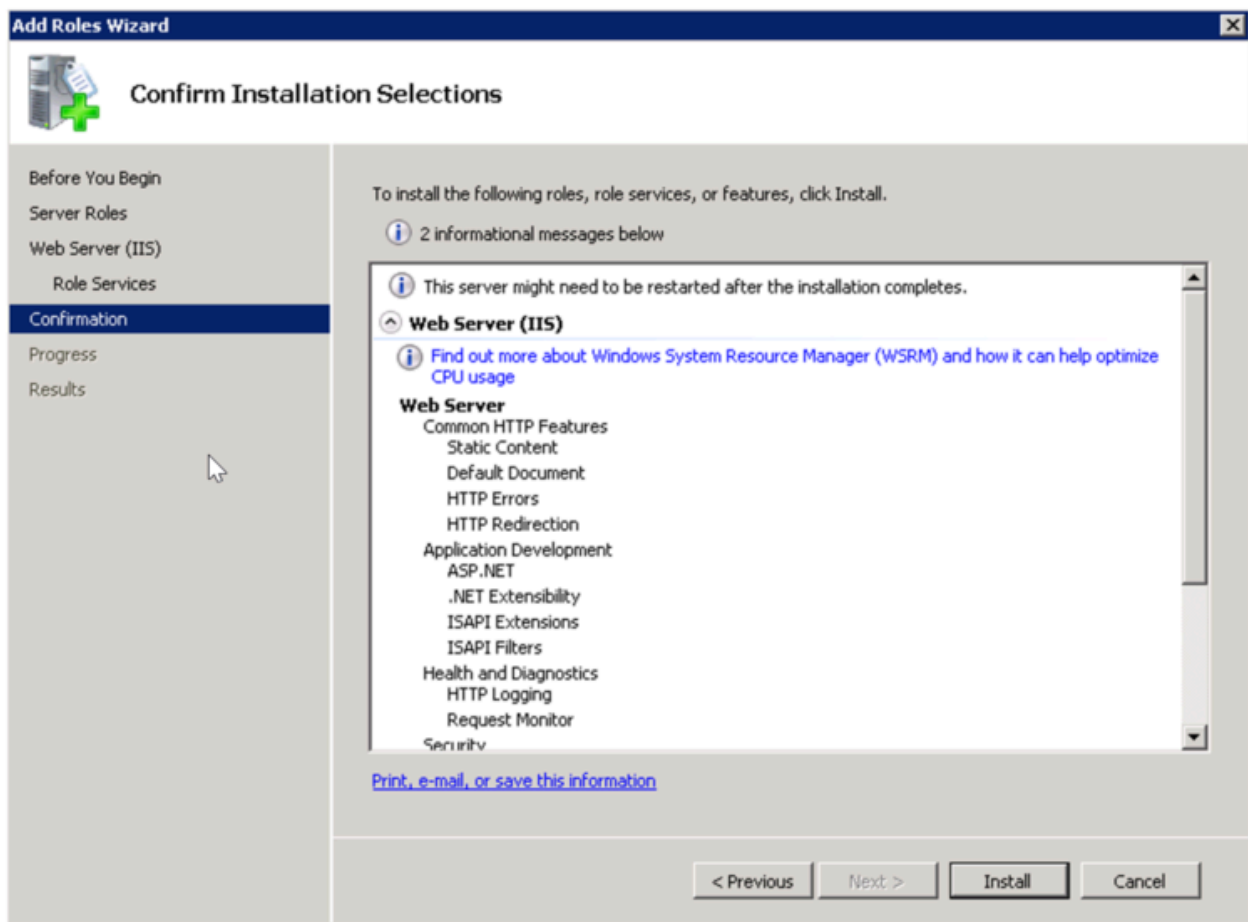 Add Roles Wizard
Confirm Installation Selections
Before You Begin
Server Roles
Web Server (IIS)
Role Services
Confirmation
Progress
Results
To install the following roles, role services, or features, click Install.
2 informational messages below
This server might need to be restarted after the installation completes.
Web Server (IIS)
Find out more about Windows System Resource Manager (WSRM) and how it can help optimize
CPU usage
Web Server
Common HTTP Features
Static Content
Default Document
HTTP Errors
HTTP Redirection
Application Development
ASP.NET
.NET Extensibility
ISAPI Extensions
ISAPI Filters
Health and Diagnostics
HTTP Logging
Request Monitor
Security
Print, e-mail, or save this information
< Previous
Next >
Install
Cancel